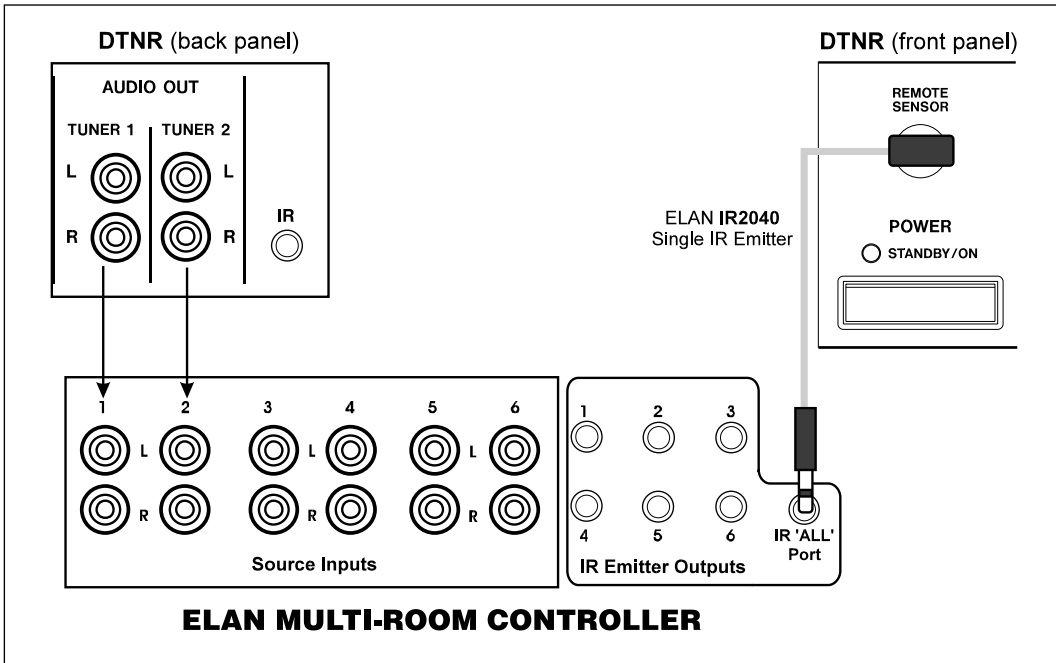 DTNR (back panel)
AUDIO OUT
TUNER 1 TUNER 2
L L
R R
IR
DTNR (front panel)
REMOTE
SENSOR
POWER
STANDBY/ON
ELAN IR2040
Single IR Emitter
1 2 3 4 5 6
L L L
R R R
Source Inputs
1 2 3
4 5 6
IR Emitter Outputs
IR 'ALL'
Port
ELAN MULTI-ROOM CONTROLLER